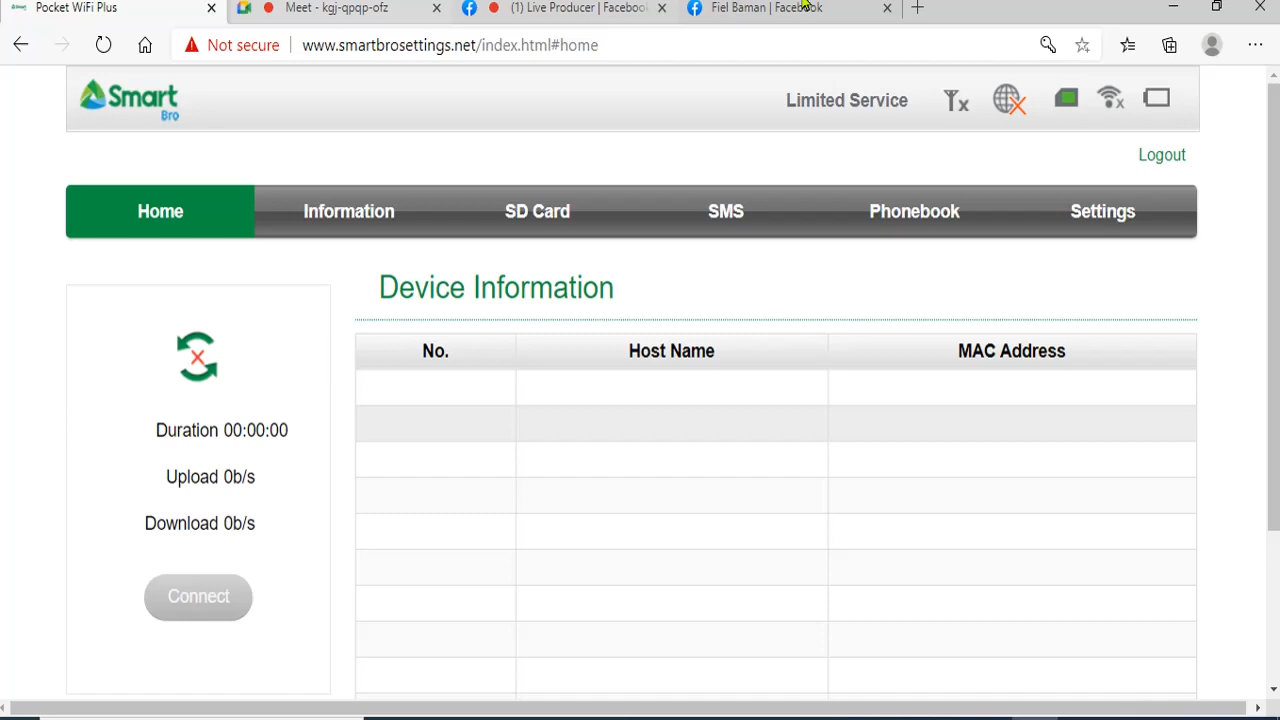 Pocket WiFi Plus
Meet - kgj-qpqp-ofz
(1) Live Producer | Facebook
Fiel Baman | Facebook
Not secure
www.smartbrosettings.net/index.html#home
Smart
Bro
Limited Service
Logout
Home
Information
SD Card
SMS
Phonebook
Settings
Device Information
No.
Host Name
MAC Address
Duration 00:00:00
Upload 0b/s
Download 0b/s
Connect